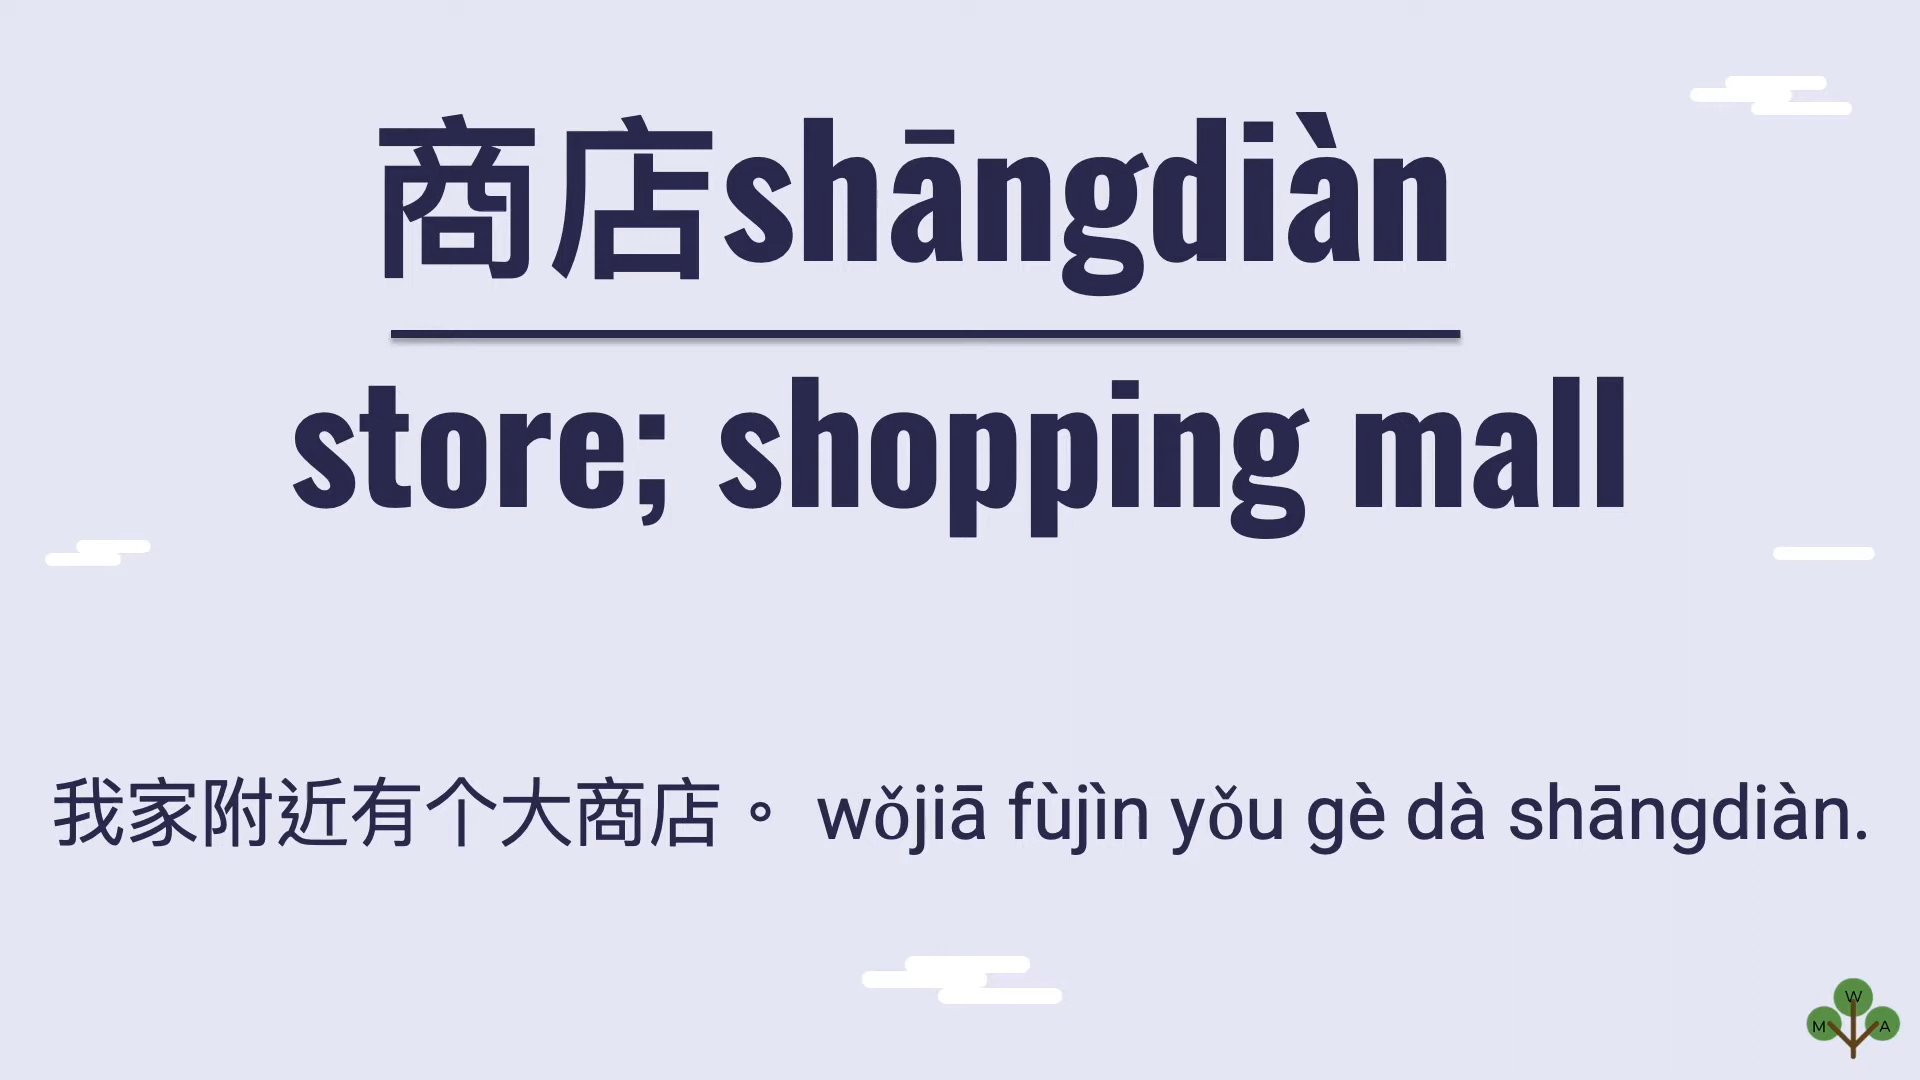 商店shāngdiàn
store; shopping mall
我家附近有个大商店。 wǒjiā fùjìn yǒu gè dà shāngdiàn.
M W A